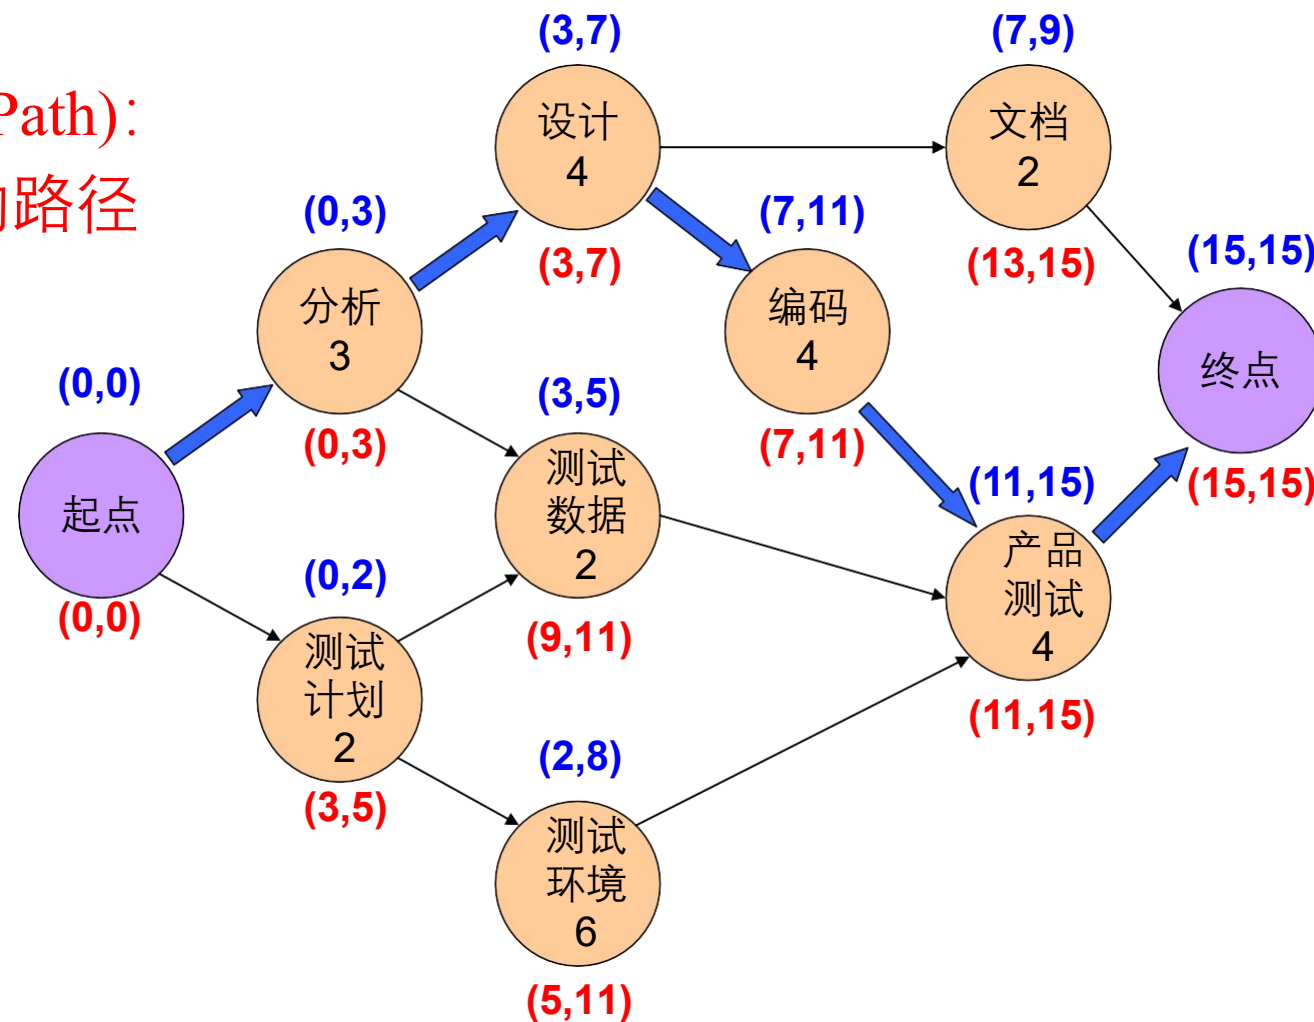 Path):
的路径
(0,0)
起点
(0,0)
(0,3)
分析
3
(0,3)
(0,2)
测试
计划
2
(3,5)
(3,7)
设计
4
(3,7)
(3,5)
测试
数据
2
(9,11)
(2,8)
测试
环境
6
(5,11)
(7,11)
编码
4
(7,11)
(7,9)
文档
2
(13,15)
(11,15)
产品
测试
4
(11,15)
(15,15)
终点
(15,15)